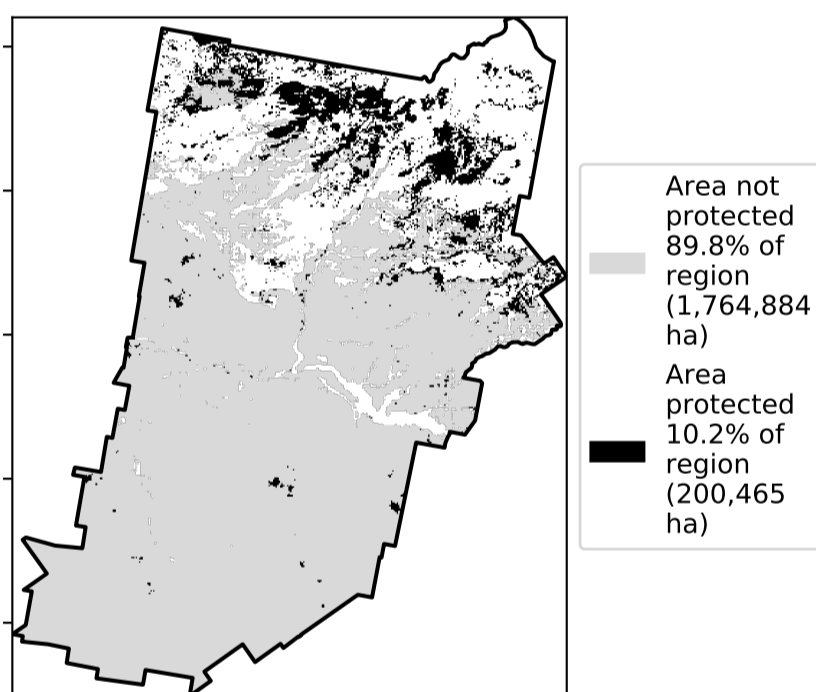 Area not
protected
89.8% of
region
(1,764,884
ha)
Area
protected
10.2% of
region
(200,465
ha)